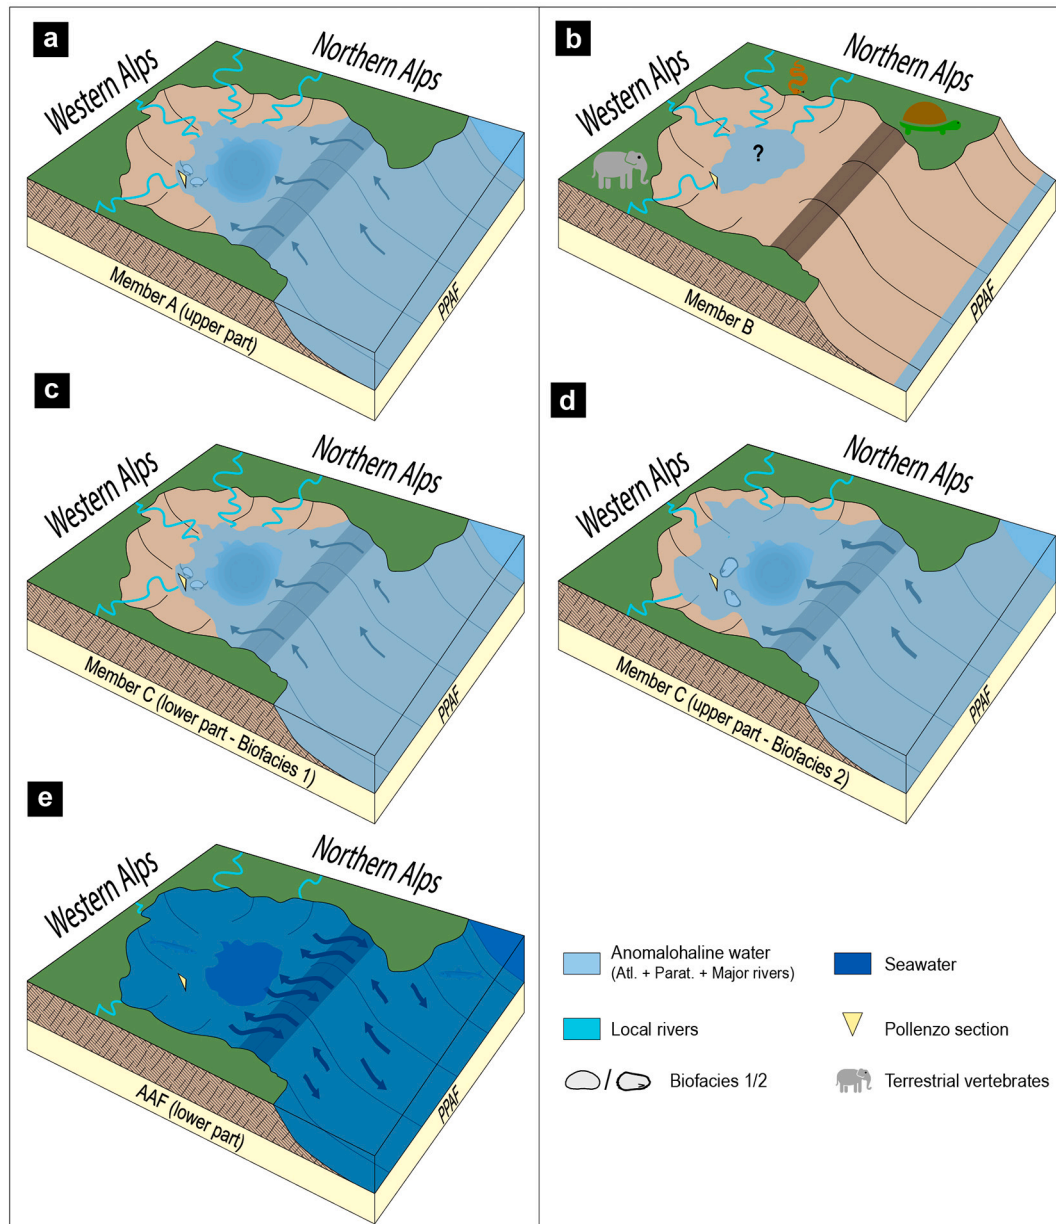 a
Western Alps
Northern Alps
Member A (upper part)
PPAF
b
Western Alps
Northern Alps
?
Member B
PPAF
c
Western Alps
Northern Alps
Member C (lower part - Biofacies 1)
PPAF
d
Western Alps
Northern Alps
Member C (upper part - Biofacies 2)
PPAF
e
Western Alps
Northern Alps
AAF (lower part)
PPAF
Anomalohaline water
(Atl. + Parat. + Major rivers)
Seawater
Local rivers
Pollenzo section
/
Biofacies 1/2
Terrestrial vertebrates